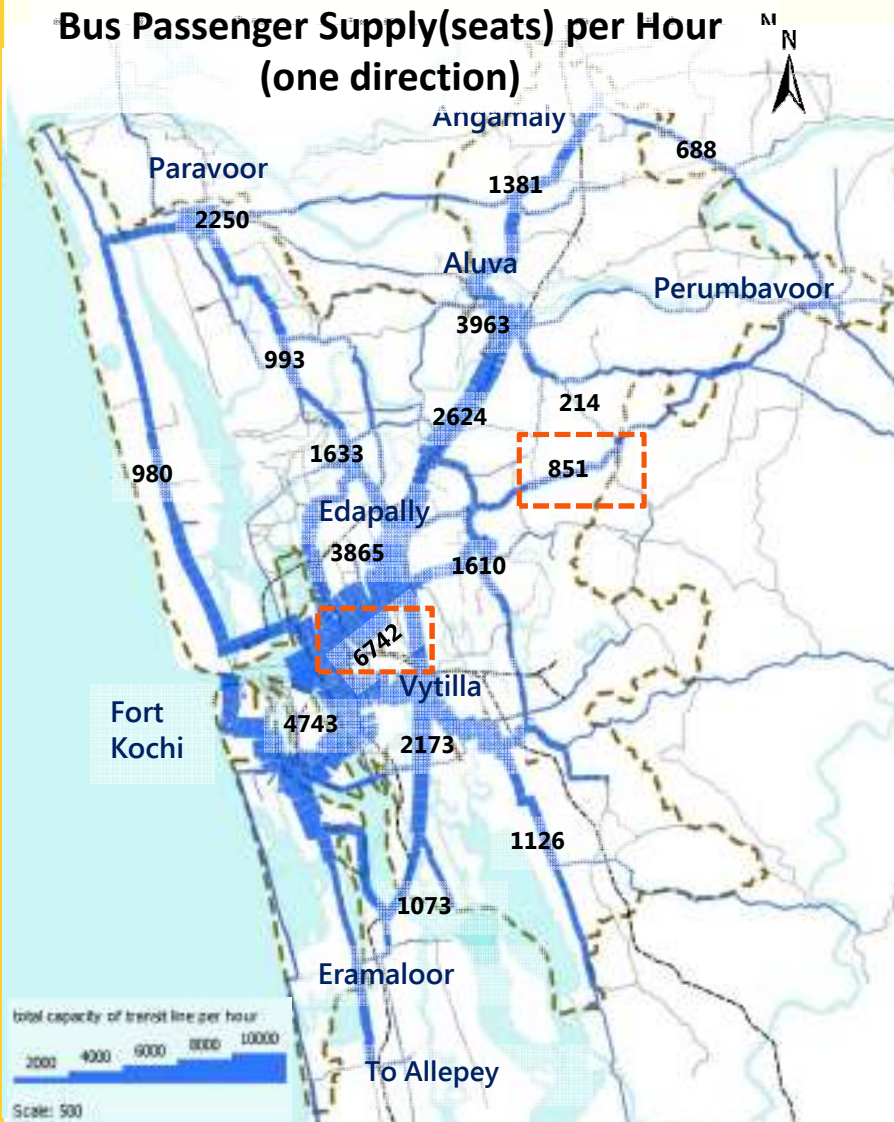 Bus Passenger Supply(seats) per Hour
(one direction)
N
N
Angamaly
688
Paravoor
1381
2250
Aluva
Perumbavoor
3963
993
214
2624
1633
851
980
Edapally
3865
1610
6742
Vytilla
Fort
Kochi
4743
2173
1126
1073
Eramaloor
total capacity of transit line per hour
2000 4000 6000 8000 10000
To Allepey
Scale: 500